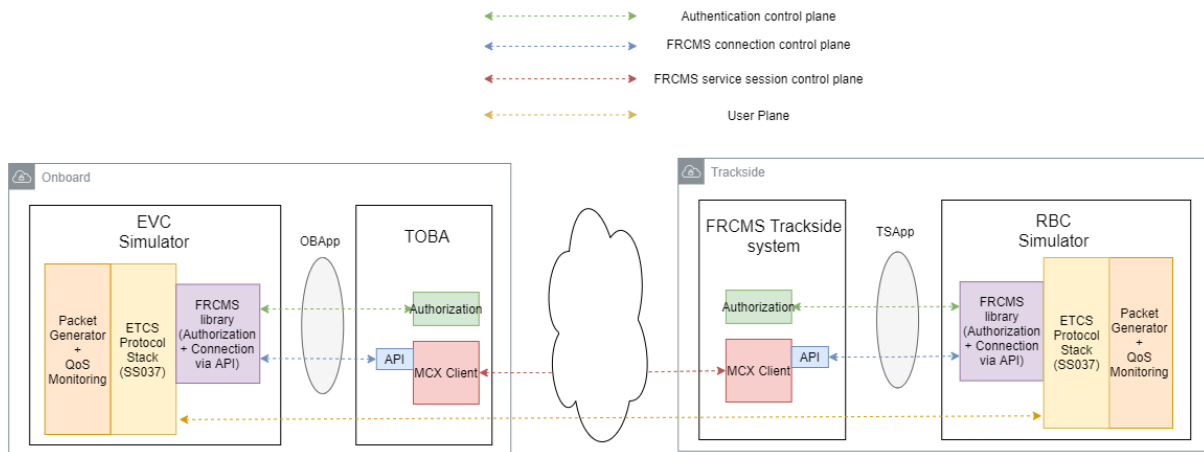 Authentication control plane
FRCMS connection control plane
FRCMS service session control plane
User Plane
Onboard
EVC
Simulator
Packet
Generator
+
QoS
Monitoring
ETCS
Protocol
Stack
(SS037)
FRCMS
library
(Authorization
+ Connection
via API)
OBApp
TOBA
Authorization
API
MCX Client
Trackside
FRCMS Trackside
system
Authorization
MCX Client
API
TSApp
RBC
Simulator
FRCMS
library
(Authorization
+ Connection
via API)
ETCS
Protocol
Stack
(SS037)
Packet
Generator
+
QoS
Monitoring